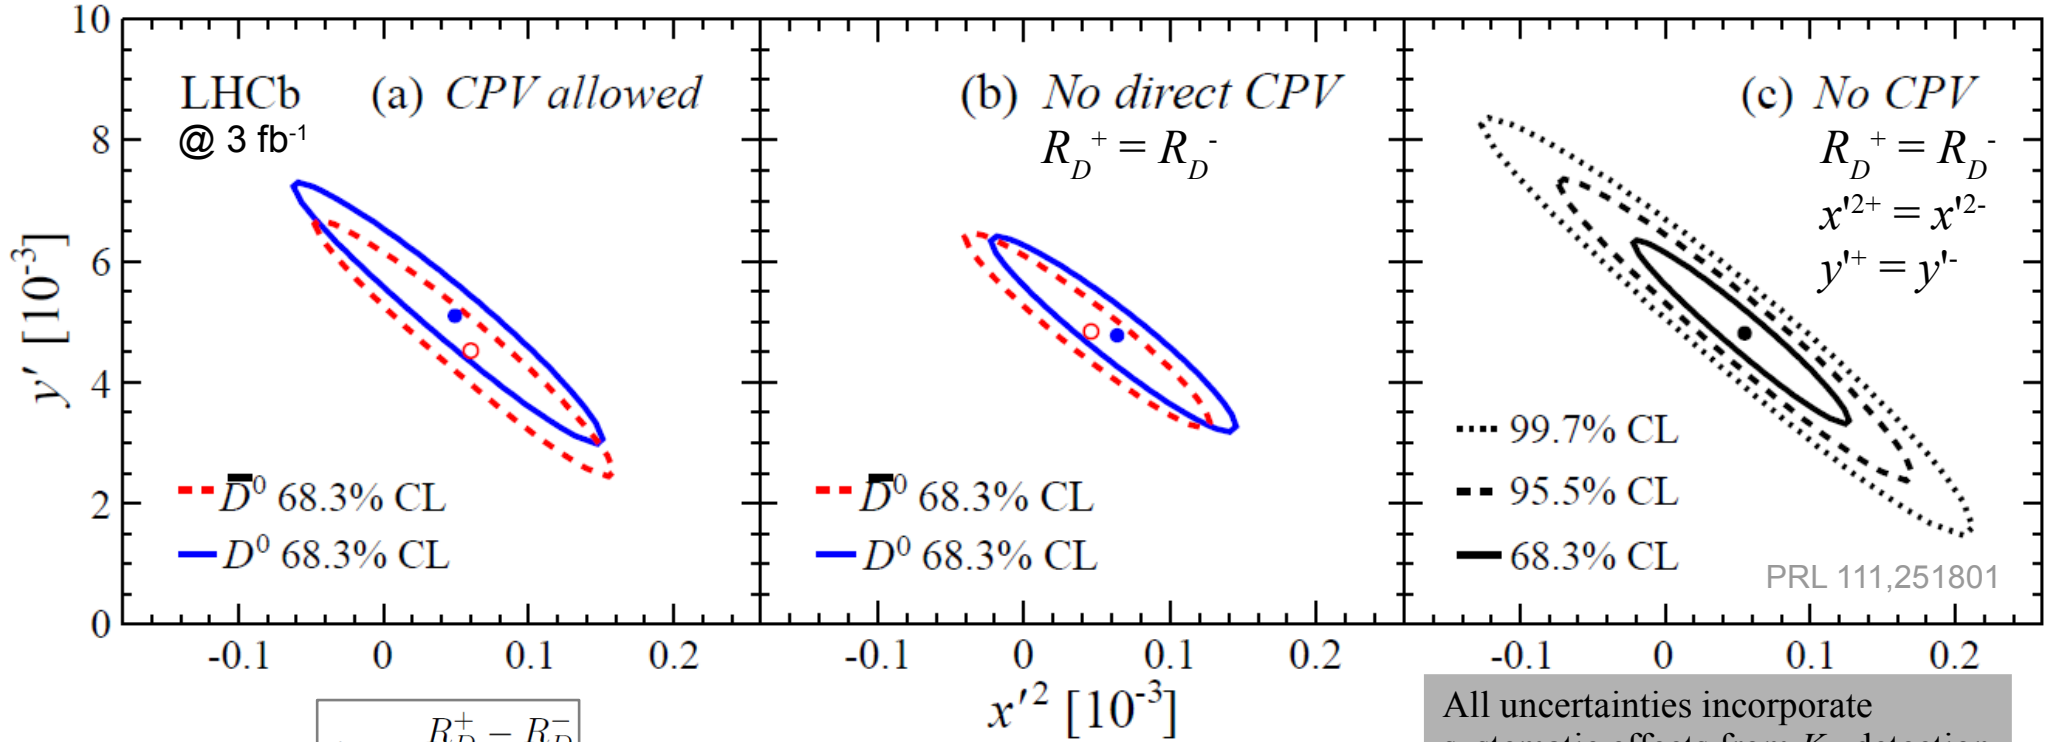 10
8
6
4
2
0
y′ [10⁻³]
LHCb
@ 3 fb⁻¹
(a) CPV allowed
D̅⁰ 68.3% CL
D⁰ 68.3% CL
-0.1 0 0.1 0.2
(b) No direct CPV
R_D⁺ = R_D⁻
D̅⁰ 68.3% CL
D⁰ 68.3% CL
-0.1 0 0.1 0.2
x′² [10⁻³]
(c) No CPV
R_D⁺ = R_D⁻
x'²⁺ = x'²⁻
y'⁺ = y'⁻
99.7% CL
95.5% CL
68.3% CL
PRL 111,251801
-0.1 0 0.1 0.2
R_D⁺ − R_D⁻
All uncertainties incorporate